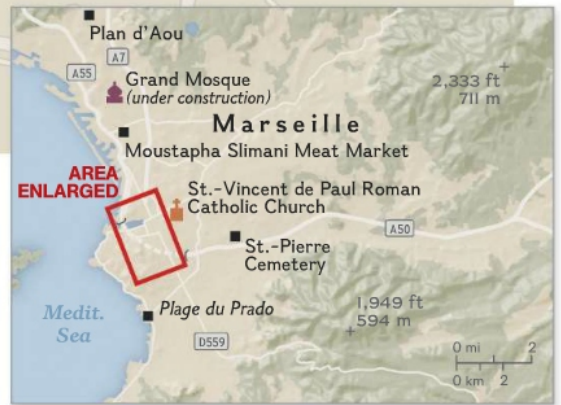 Plan d'Aou
A7
A55
Grand Mosque
(under construction)
2,333 ft
711 m
Marseille
Moustapha Slimani Meat Market
AREA
ENLARGED
St.-Vincent de Paul Roman
Catholic Church
A50
St.-Pierre
Cemetery
Medit.
Sea
Plage du Prado
1,949 ft
594 m
D559
0 mi 2
0 km 2